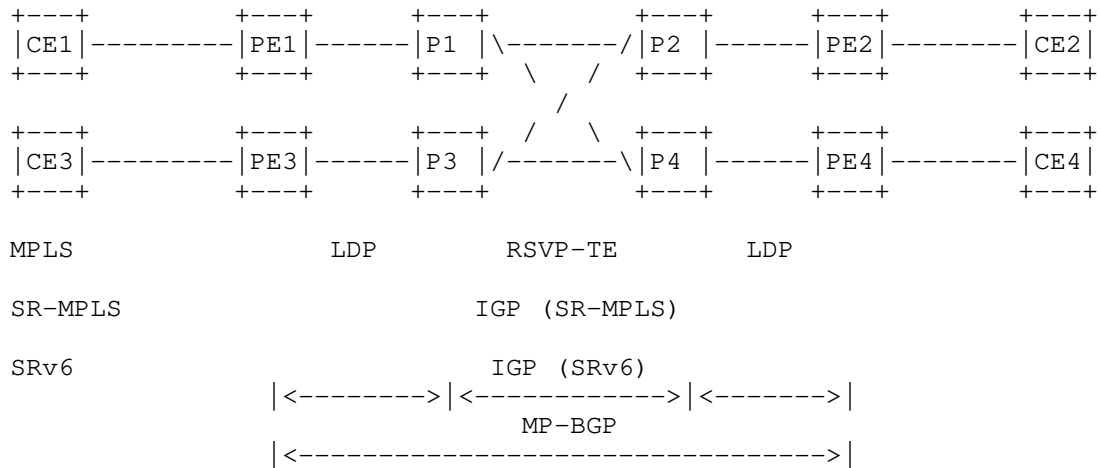 +---+         +---+      +---+         +---+      +---+         +---+
|CE1|---------|PE1|------|P1 |\-------/|P2 |------|PE2|--------|CE2|
+---+         +---+      +---+ \     / +---+      +---+         +---+
/
+---+         +---+      +---+ /     \ +---+      +---+         +---+
|CE3|---------|PE3|------|P3 |/-------\|P4 |------|PE4|--------|CE4|
+---+         +---+      +---+         +---+      +---+         +---+
MPLS LDP RSVP-TE LDP
SR-MPLS IGP (SR-MPLS)
SRv6 IGP (SRv6)
|<-------->|<------------>|<------->|
MP-BGP
|<-------------------------------->|